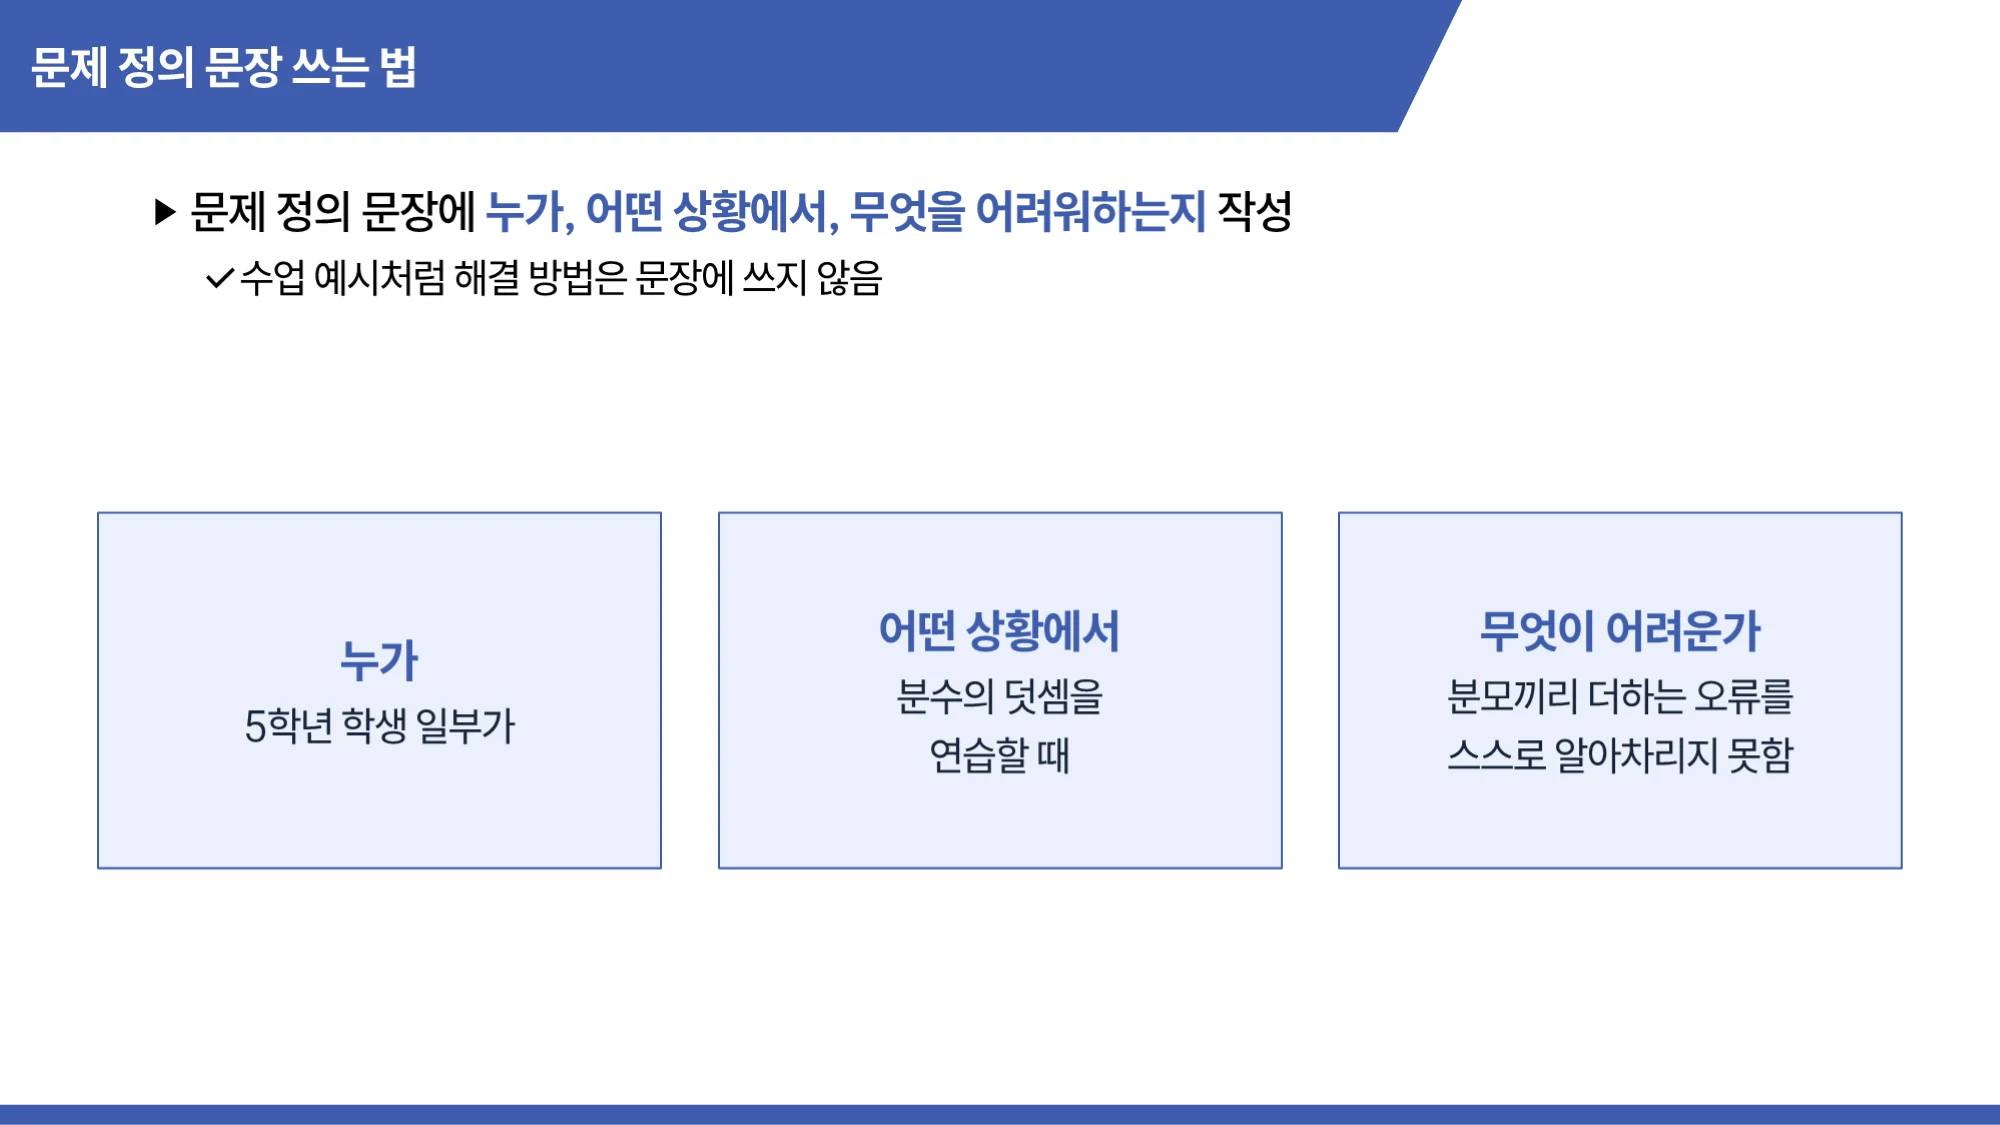 문제 정의 문장 쓰는 법
▶ 문제 정의 문장에 누가, 어떤 상황에서, 무엇을 어려워하는지 작성
✓ 수업 예시처럼 해결 방법은 문장에 쓰지 않음
누가
5학년 학생 일부가
어떤 상황에서
분수의 덧셈을
연습할 때
무엇이 어려운가
분모끼리 더하는 오류를
스스로 알아차리지 못함